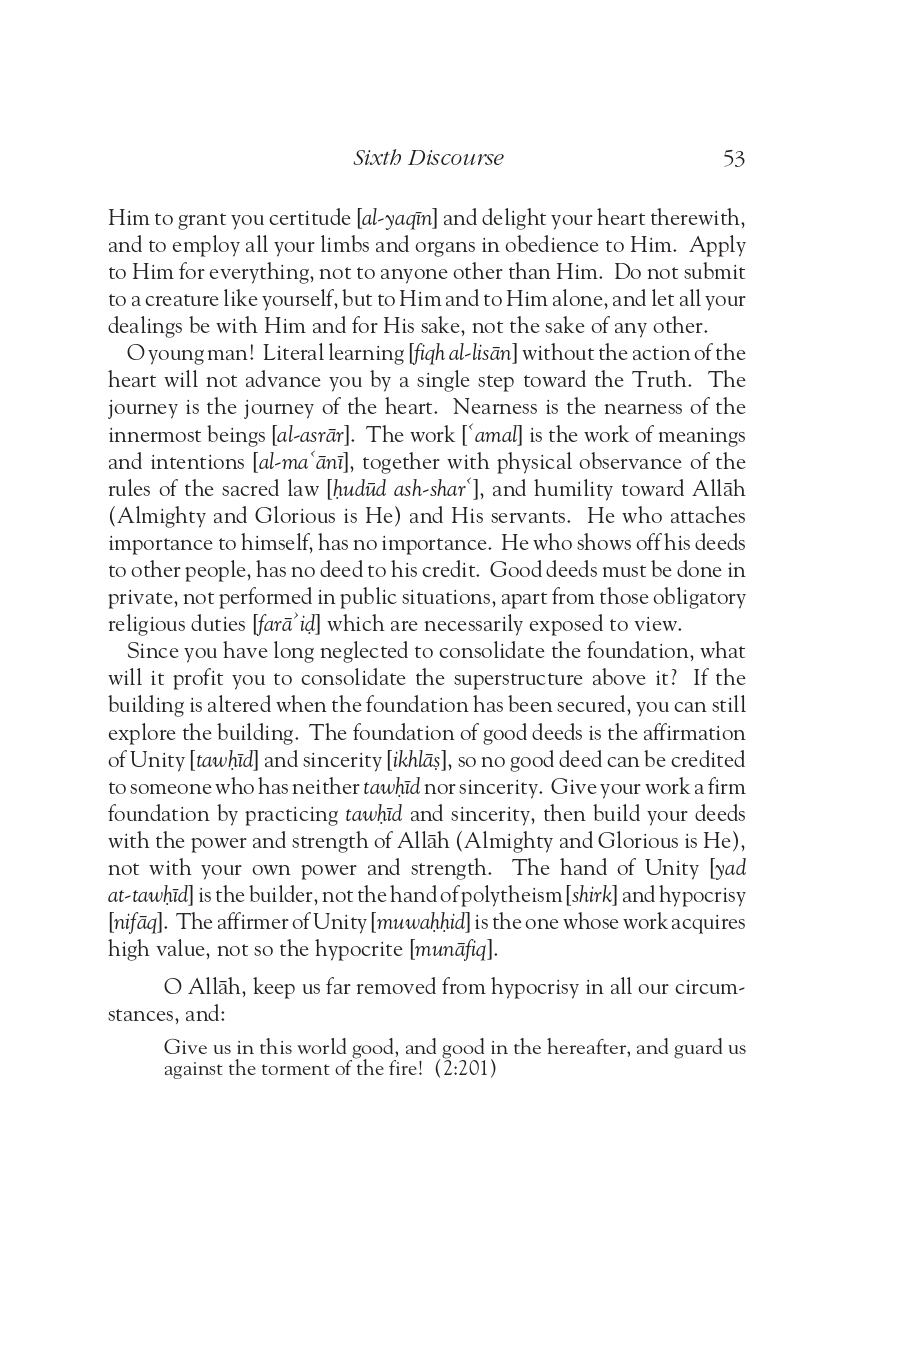 Sixth Discourse 53
Him to grant you certitude [al-yaqīn] and delight your heart therewith,
and to employ all your limbs and organs in obedience to Him. Apply
to Him for everything, not to anyone other than Him. Do not submit
to a creature like yourself, but to Him and to Him alone, and let all your
dealings be with Him and for His sake, not the sake of any other.
O young man! Literal learning [fiqh al-lisān] without the action of the
heart will not advance you by a single step toward the Truth. The
journey is the journey of the heart. Nearness is the nearness of the
innermost beings [al-asrār]. The work [ʿamal] is the work of meanings
and intentions [al-maʿānī], together with physical observance of the
rules of the sacred law [ḥudūd ash-sharʿ], and humility toward Allāh
(Almighty and Glorious is He) and His servants. He who attaches
importance to himself, has no importance. He who shows off his deeds
to other people, has no deed to his credit. Good deeds must be done in
private, not performed in public situations, apart from those obligatory
religious duties [farāʾiḍ] which are necessarily exposed to view.
Since you have long neglected to consolidate the foundation, what
will it profit you to consolidate the superstructure above it? If the
building is altered when the foundation has been secured, you can still
explore the building. The foundation of good deeds is the affirmation
of Unity [tawḥīd] and sincerity [ikhlāṣ], so no good deed can be credited
to someone who has neither tawḥīd nor sincerity. Give your work a firm
foundation by practicing tawḥīd and sincerity, then build your deeds
with the power and strength of Allāh (Almighty and Glorious is He),
not with your own power and strength. The hand of Unity [yad
at-tawḥīd] is the builder, not the hand of polytheism [shirk] and hypocrisy
[nifāq]. The affirmer of Unity [muwaḥḥid] is the one whose work acquires
high value, not so the hypocrite [munāfiq].
O Allāh, keep us far removed from hypocrisy in all our circum-
stances, and:
Give us in this world good, and good in the hereafter, and guard us
against the torment of the fire! (2:201)